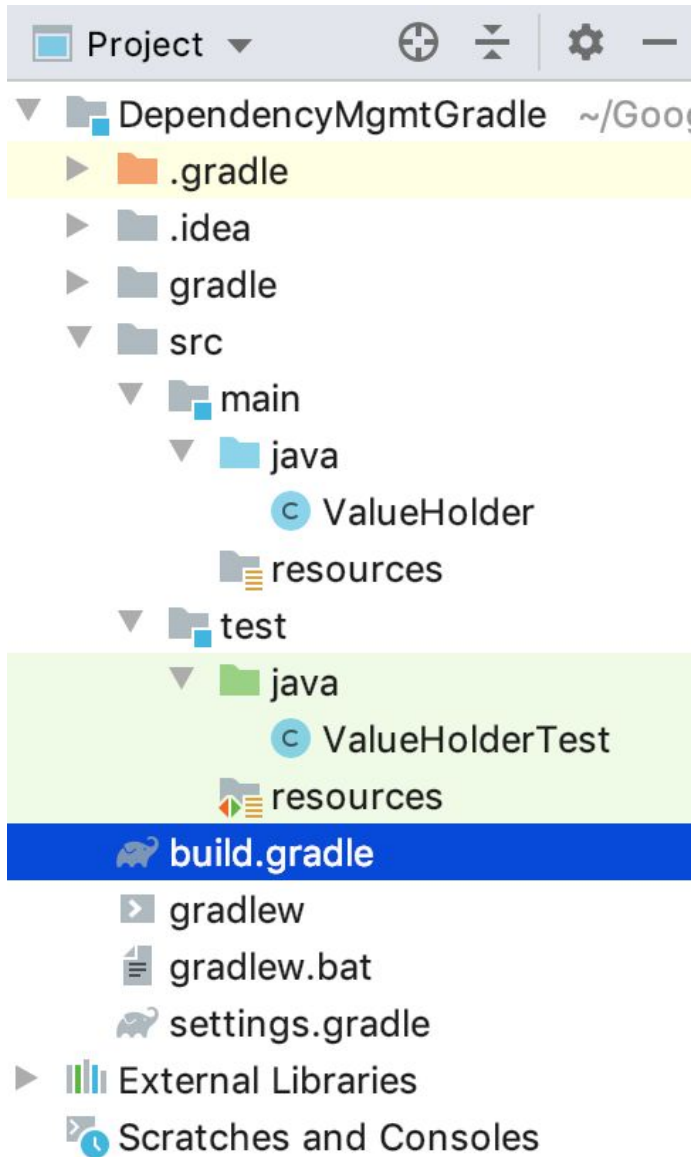 Project
DependencyMgmtGradle ~/Goog
.gradle
.idea
gradle
src
main
java
C ValueHolder
resources
test
java
C ValueHolderTest
resources
build.gradle
gradlew
gradlew.bat
settings.gradle
External Libraries
Scratches and Consoles